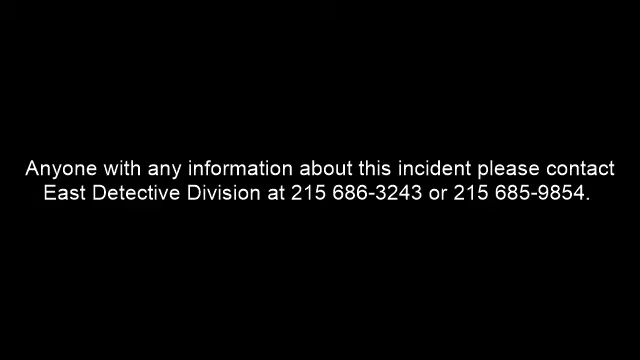 Anyone with any information about this incident please contact
East Detective Division at 215 686-3243 or 215 685-9854.